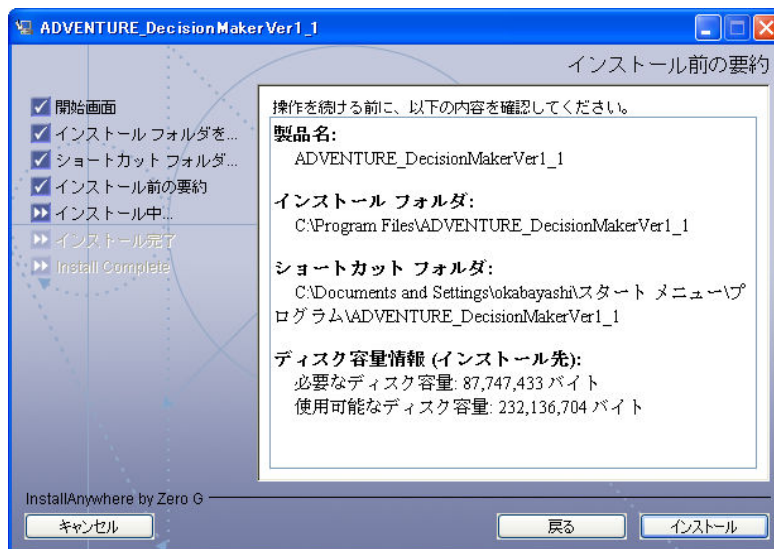 ADVENTURE_DecisionMakerVer1_1
インストール前の要約
開始画面
インストール フォルダを...
ショートカット フォルダ...
インストール前の要約
インストール中...
インストール完了
Install Complete
操作を続ける前に、以下の内容を確認してください。
製品名:
ADVENTURE_DecisionMakerVer1_1
インストール フォルダ:
C:\Program Files\ADVENTURE_DecisionMakerVer1_1
ショートカット フォルダ:
C:\Documents and Settings\okabayashi\スタート メニュー\プ
ログラム\ADVENTURE_DecisionMakerVer1_1
ディスク容量情報 (インストール先):
必要なディスク容量: 87,747,433 バイト
使用可能なディスク容量: 232,136,704 バイト
InstallAnywhere by Zero G
キャンセル
戻る
インストール